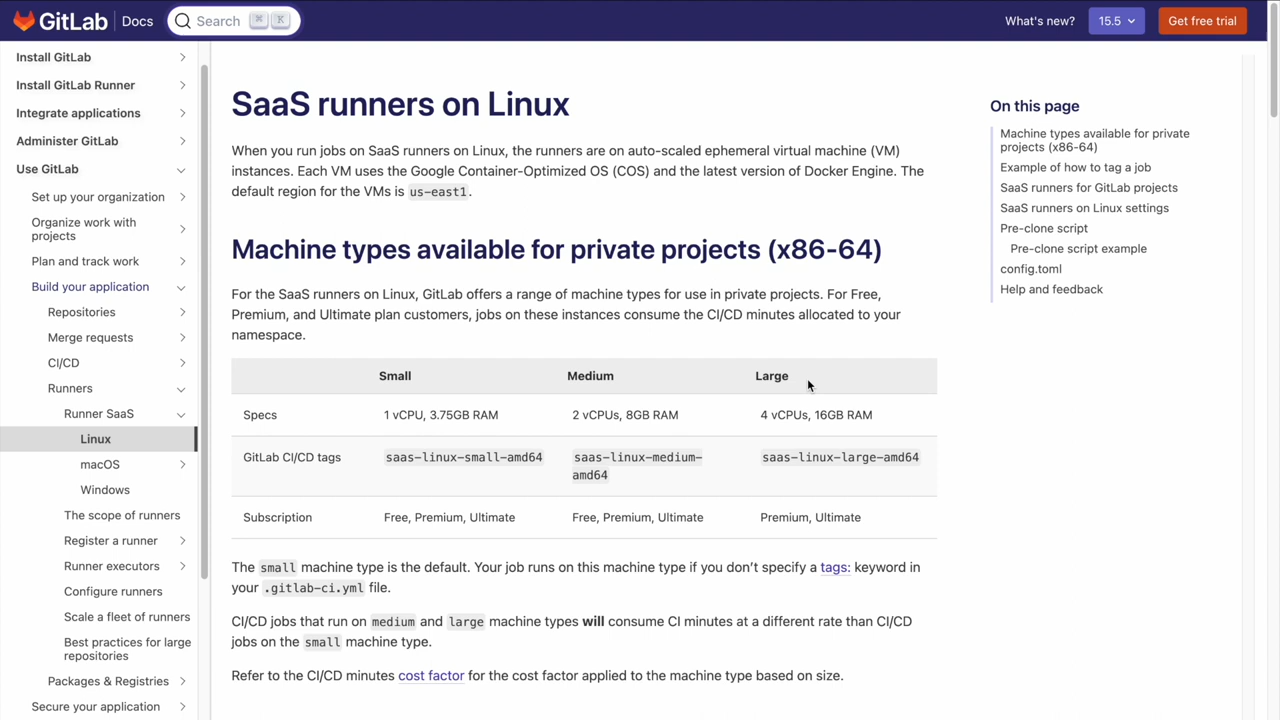 GitLab Docs Search ⌘ K What's new? 15.5 Get free trial
Install GitLab
Install GitLab Runner
Integrate applications
Administer GitLab
Use GitLab
Set up your organization
Organize work with
projects
Plan and track work
Build your application
Repositories
Merge requests
CI/CD
Runners
Runner SaaS
Linux
macOS
Windows
The scope of runners
Register a runner
Runner executors
Configure runners
Scale a fleet of runners
Best practices for large
repositories
Packages & Registries
Secure your application
SaaS runners on Linux
When you run jobs on SaaS runners on Linux, the runners are on auto-scaled ephemeral virtual machine (VM)
instances. Each VM uses the Google Container-Optimized OS (COS) and the latest version of Docker Engine. The
default region for the VMs is us-east1.
Machine types available for private projects (x86-64)
For the SaaS runners on Linux, GitLab offers a range of machine types for use in private projects. For Free,
Premium, and Ultimate plan customers, jobs on these instances consume the CI/CD minutes allocated to your
namespace.
Small Medium Large
Specs 1 vCPU, 3.75GB RAM 2 vCPUs, 8GB RAM 4 vCPUs, 16GB RAM
GitLab CI/CD tags saas-linux-small-amd64 saas-linux-medium- saas-linux-large-amd64
amd64
Subscription Free, Premium, Ultimate Free, Premium, Ultimate Premium, Ultimate
The small machine type is the default. Your job runs on this machine type if you don't specify a tags: keyword in
your .gitlab-ci.yml file.
CI/CD jobs that run on medium and large machine types will consume CI minutes at a different rate than CI/CD
jobs on the small machine type.
Refer to the CI/CD minutes cost factor for the cost factor applied to the machine type based on size.
On this page
Machine types available for private
projects (x86-64)
Example of how to tag a job
SaaS runners for GitLab projects
SaaS runners on Linux settings
Pre-clone script
Pre-clone script example
config.toml
Help and feedback